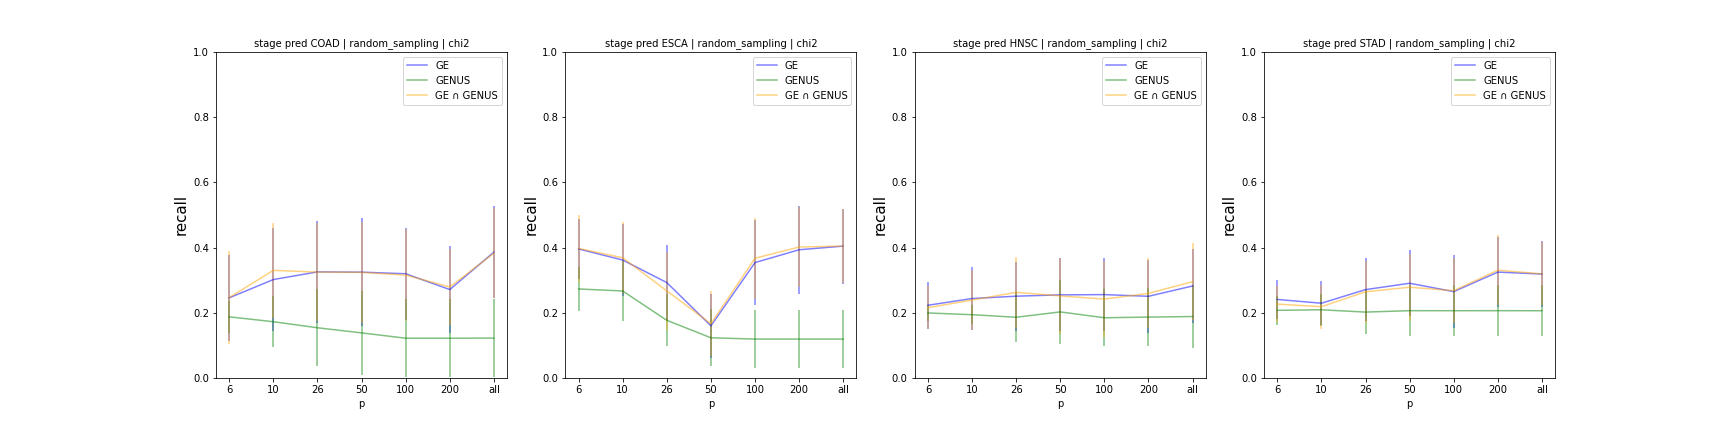 stage pred COAD | random_sampling | chi2
1.0
0.8
0.6
0.4
0.2
0.0
recall
GE
GENUS
GE ∩ GENUS
6 10 26 50 100 200 all
p
stage pred ESCA | random_sampling | chi2
1.0
0.8
0.6
0.4
0.2
0.0
recall
GE
GENUS
GE ∩ GENUS
6 10 26 50 100 200 all
p
stage pred HNSC | random_sampling | chi2
1.0
0.8
0.6
0.4
0.2
0.0
recall
GE
GENUS
GE ∩ GENUS
6 10 26 50 100 200 all
p
stage pred STAD | random_sampling | chi2
1.0
0.8
0.6
0.4
0.2
0.0
recall
GE
GENUS
GE ∩ GENUS
6 10 26 50 100 200 all
p